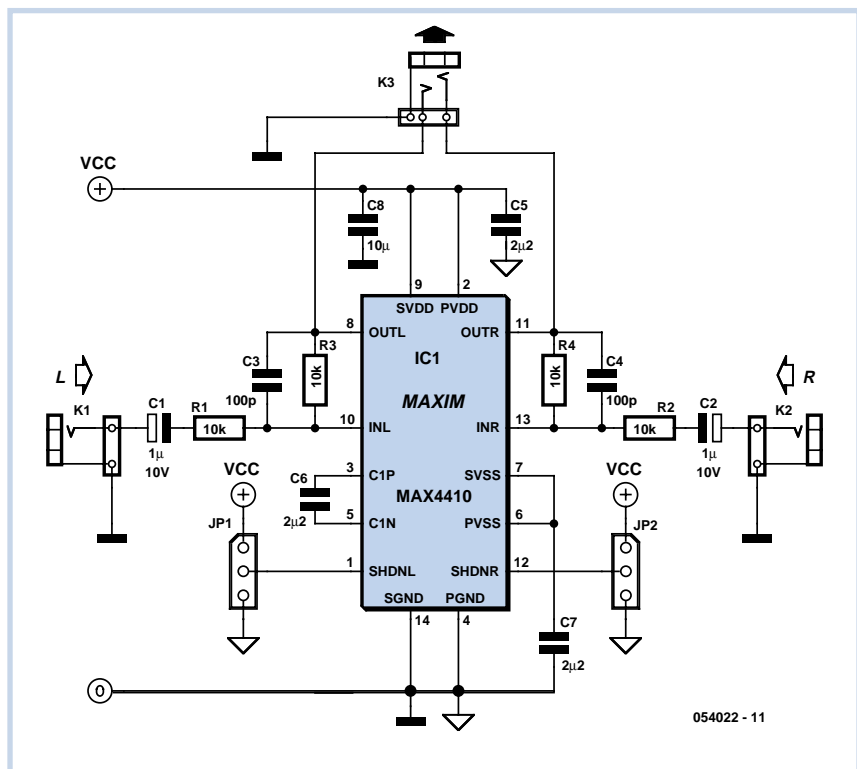 K3
VCC
+
C8
10µ
C5
2µ2
9
2
SVDD PVDD
8
OUTL
OUTR
11
IC1
C3
100p
R3
10k
R4
10k
C4
100p
L
R
MAXIM
K1
C1
1µ
10V
R1
10k
10
INL
INR
13
R2
10k
C2
1µ
10V
K2
VCC
+
C6
2µ2
3
C1P
SVSS
7
VCC
+
MAX4410
5
C1N
PVSS
6
JP1
JP2
1
SHDNL
SHDNR
12
SGND PGND
14
4
C7
2µ2
0
054022 - 11